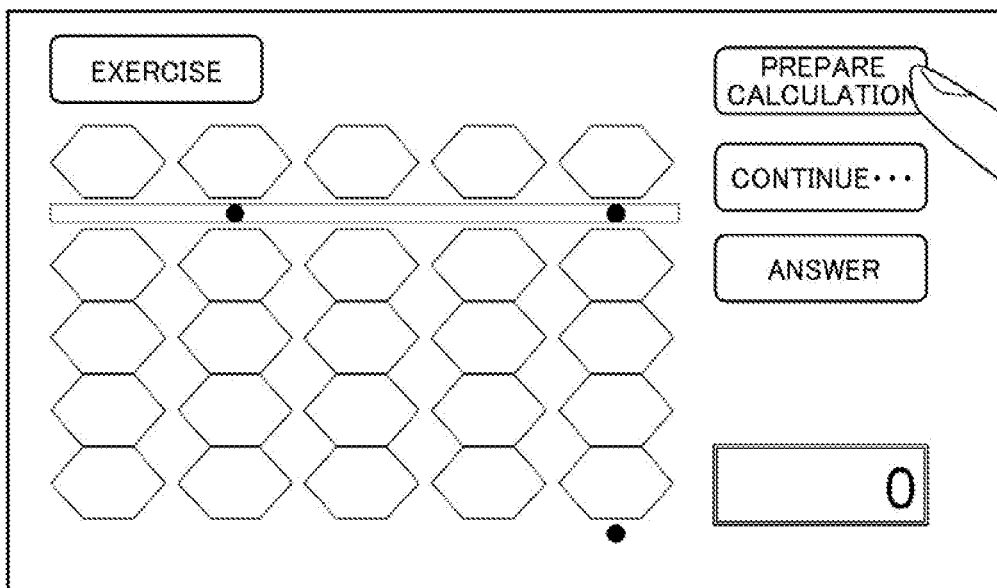 EXERCISE
PREPARE
CALCULATION
CONTINUE･･･
ANSWER
0